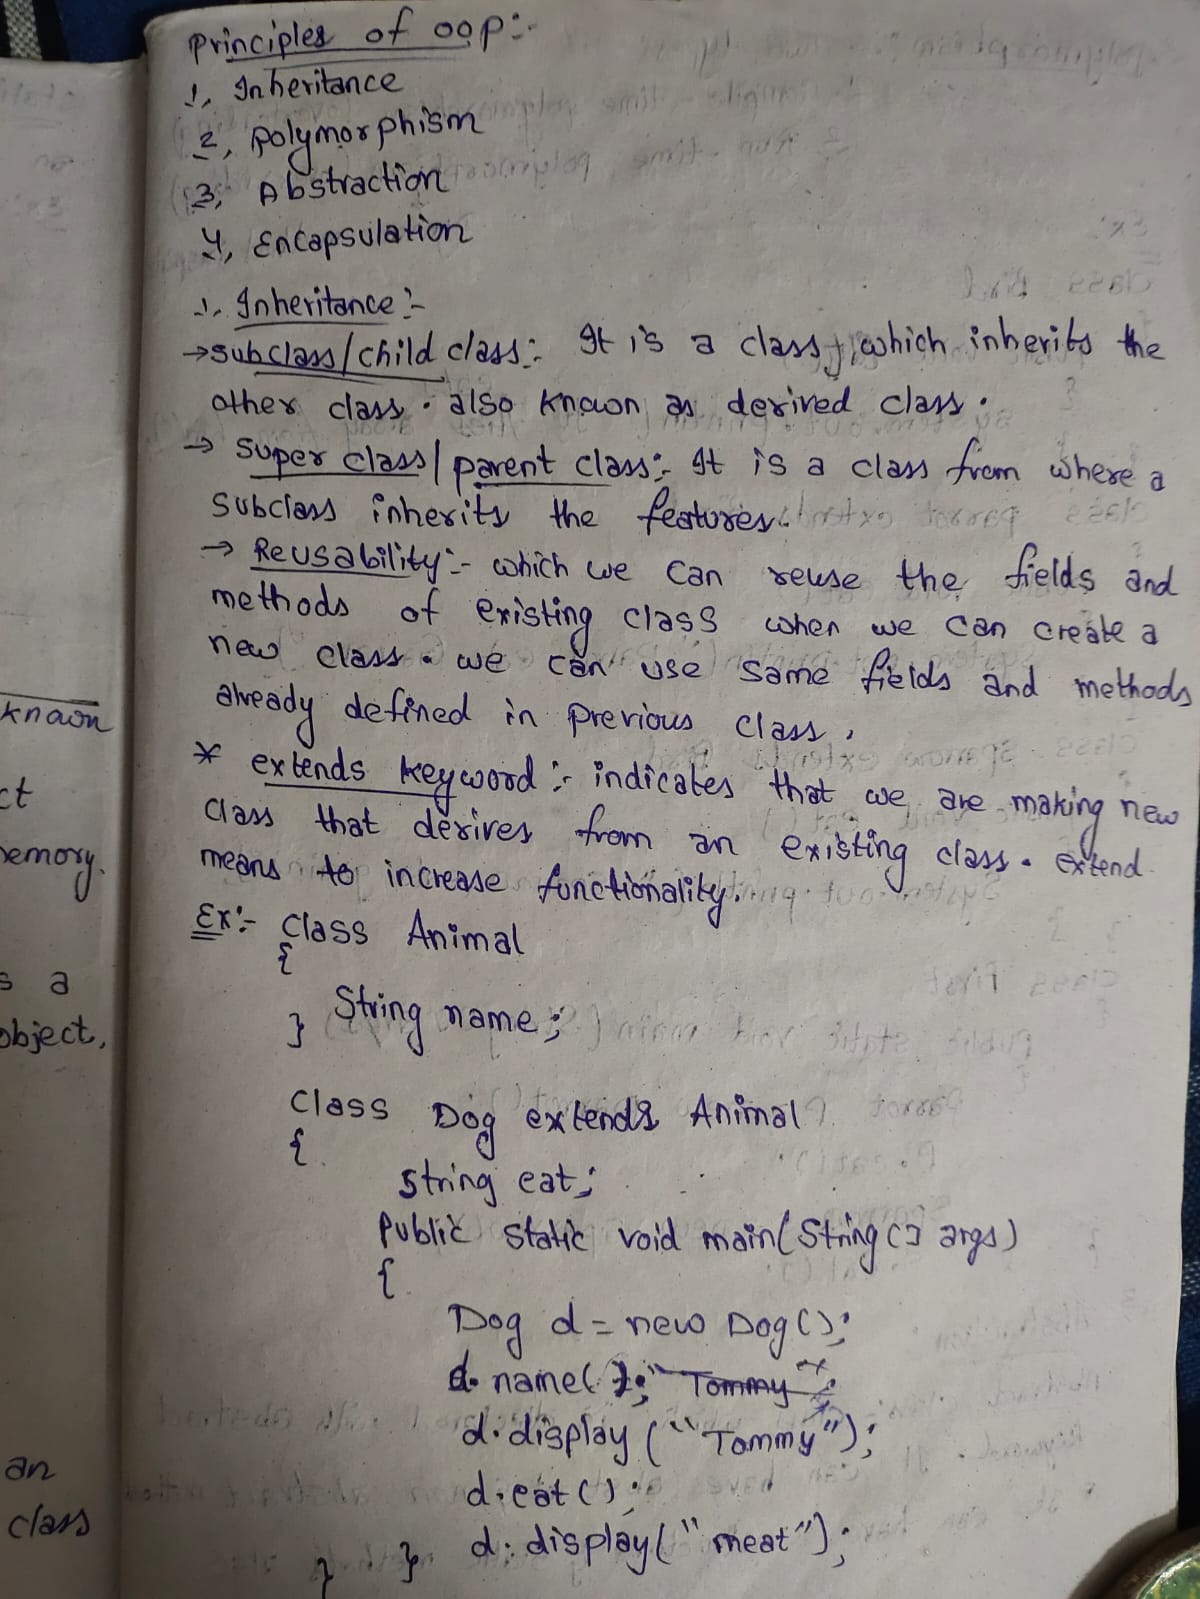 Principles of oop:-
1, Inheritance
2, polymorphism
3, Abstraction
4, Encapsulation
1. Inheritance :-
→ subclass/child class:- It is a class, which inherits the
other class. also known as derived class.
→ super class/parent class:- It is a class from where a
subclass inherits the features.
→ Reusability:- which we can reuse the fields and
methods of existing class when we can create a
new class. we can use same fields and methods
already defined in previous class.
* extends keyword :- indicates that we are making new
class that derives from an existing class. extend
means to increase functionality.
Ex:- class Animal
{
String name;
}
class Dog extends Animal
{
string eat;
Public static void main(String[] args)
{
Dog d = new Dog();
d. name( ); "Tommy";
d.display ("Tommy");
d.eat();
d.display("meat");
} }
known
ct
emory.
s a
object,
an
class